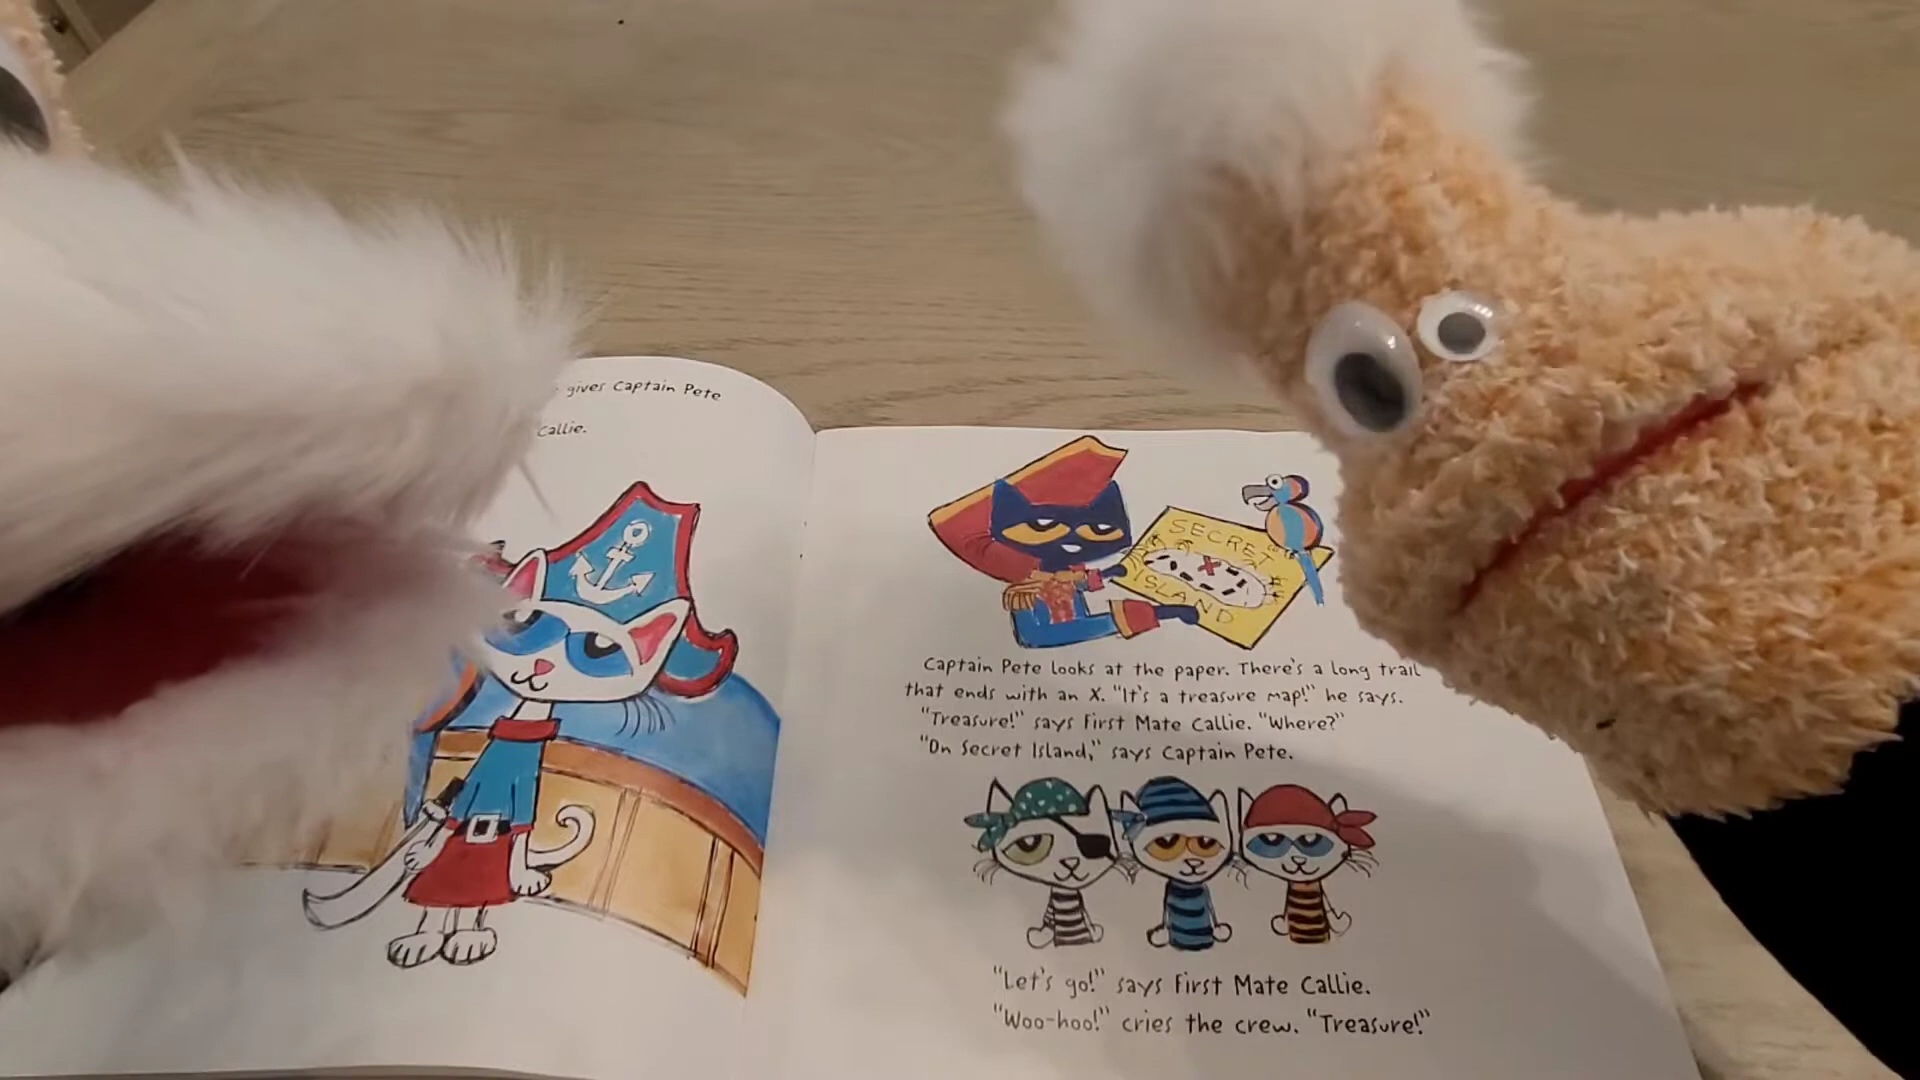 gives Captain Pete
Callie.
SECRET
ISLAND
Captain Pete looks at the paper. There's a long trail
that ends with an X. "It's a treasure map!" he says.
"Treasure!" says First Mate Callie. "Where?"
"On Secret Island," says Captain Pete.
"Let's go!" says First Mate Callie.
"Woo-hoo!" cries the crew. "Treasure!"